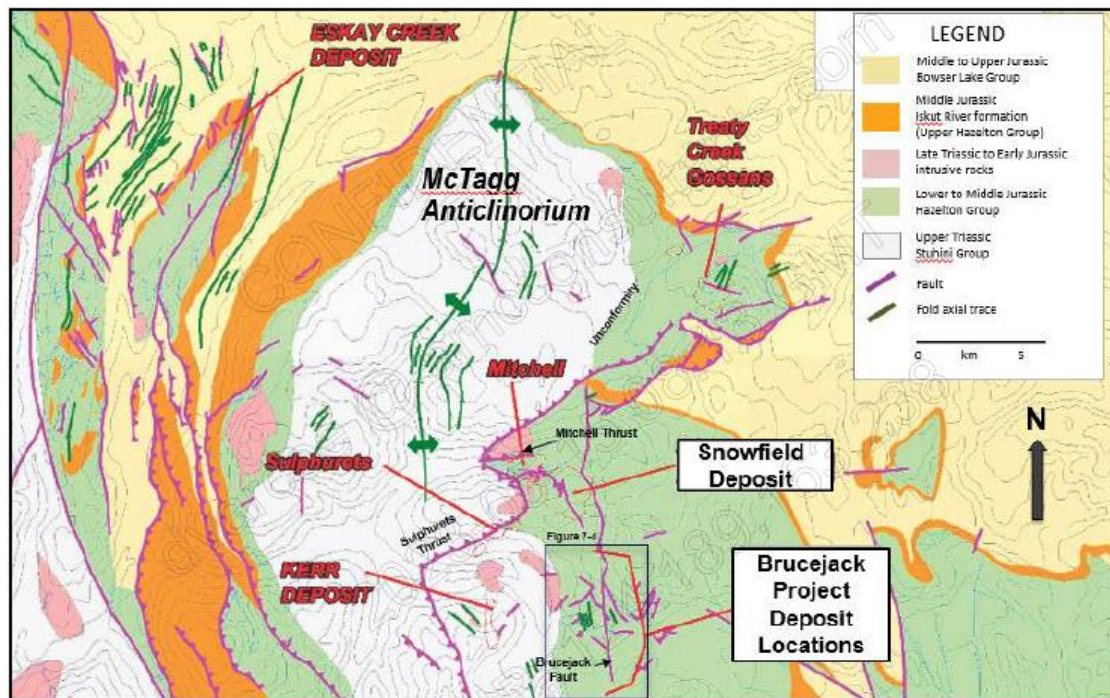 ESKAY CREEK
DEPOSIT
McTagg
Anticlinorium
Treaty
Creek
Gossans
Unconformity
Mitchell
Mitchell Thrust
Sulphurets
Sulphurets
Thrust
KERR
DEPOSIT
Snowfield
Deposit
Brucejack
Project
Deposit
Locations
Brucejack
Fault
N
LEGEND
Middle to Upper Jurassic
Bowser Lake Group
Middle Jurassic
Iskut River formation
(Upper Hazelton Group)
Late Triassic to Early Jurassic
intrusive rocks
Lower to Middle Jurassic
Hazelton Group
Upper Triassic
Stuhini Group
Fault
Fold axial trace
0 km 5